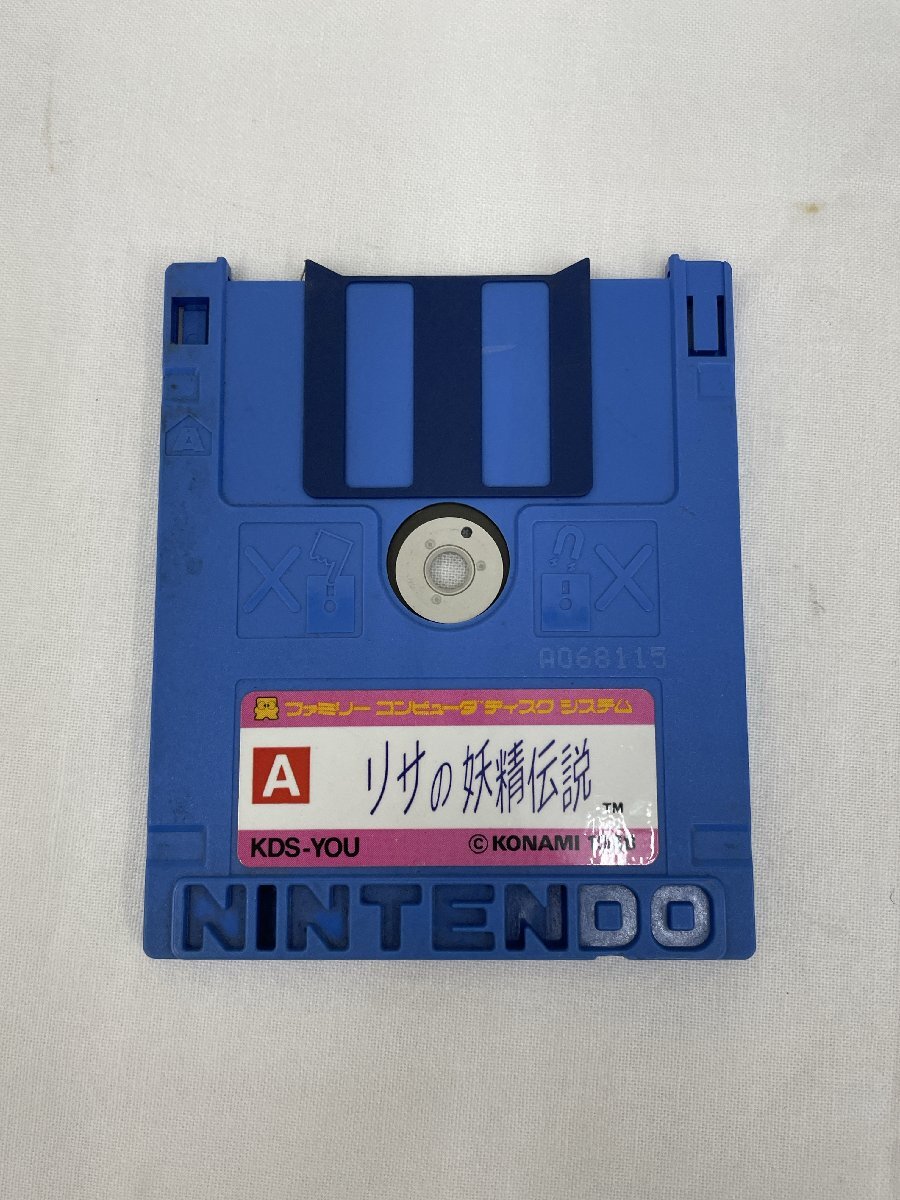 A
A068115
ファミリー コンピュータ ディスク システム
A
リサの妖精伝説
TM
KDS-YOU
© KONAMI
NINTENDO